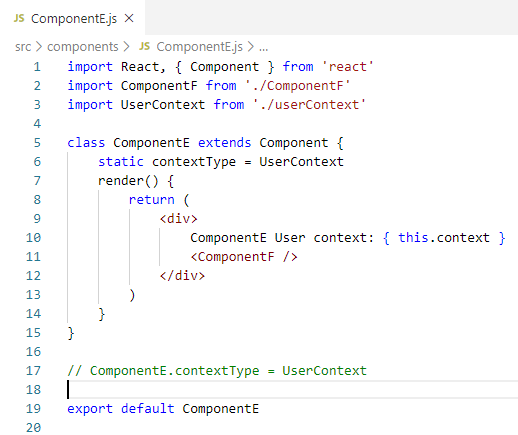 JS ComponentE.js ×
src > components > JS ComponentE.js > ...
1 import React, { Component } from 'react'
2 import ComponentF from './ComponentF'
3 import UserContext from './userContext'
4
5 class ComponentE extends Component {
6     static contextType = UserContext
7     render() {
8         return (
9             <div>
10                 ComponentE User context: { this.context }
11                 <ComponentF />
12             </div>
13         )
14     }
15 }
16
17 // ComponentE.contextType = UserContext
18
19 export default ComponentE
20